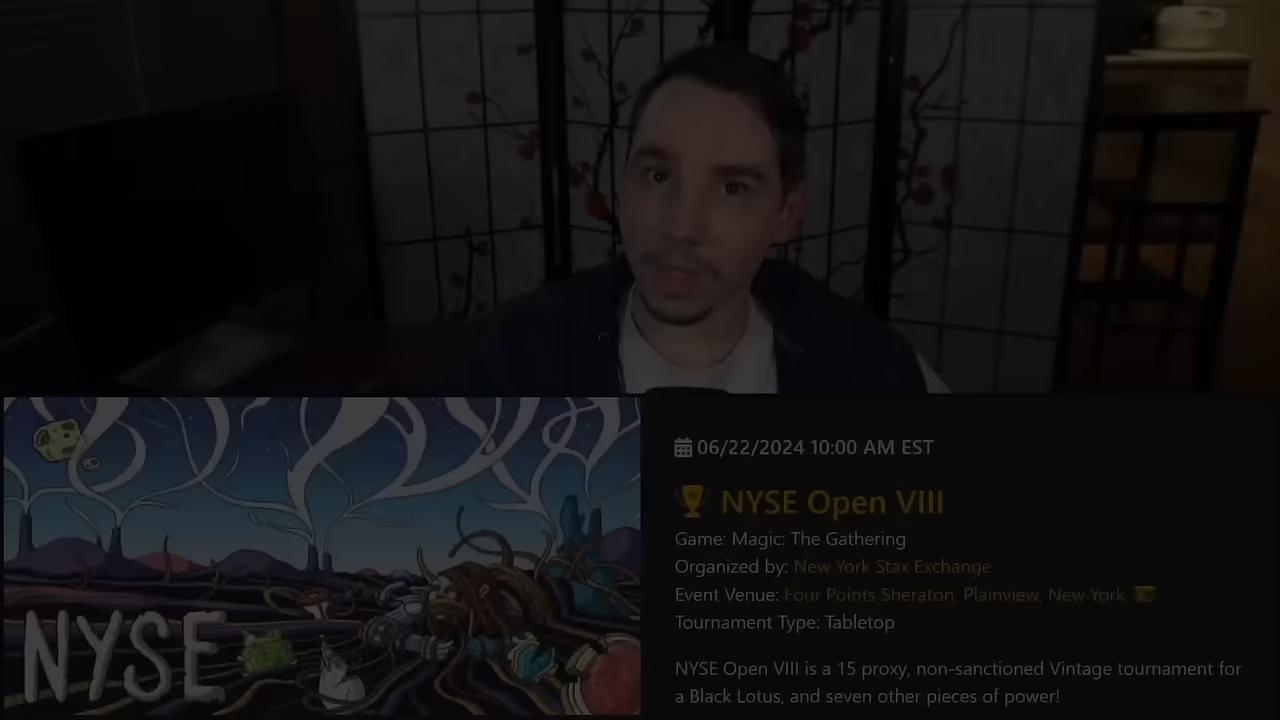 06/22/2024 10:00 AM EST
NYSE Open VIII
Game: Magic: The Gathering
Organized by: New York Stax Exchange
Event Venue: Four Points Sheraton, Plainview, New York
Tournament Type: Tabletop
NYSE Open VIII is a 15 proxy, non-sanctioned Vintage tournament for
a Black Lotus, and seven other pieces of power!
NYSE